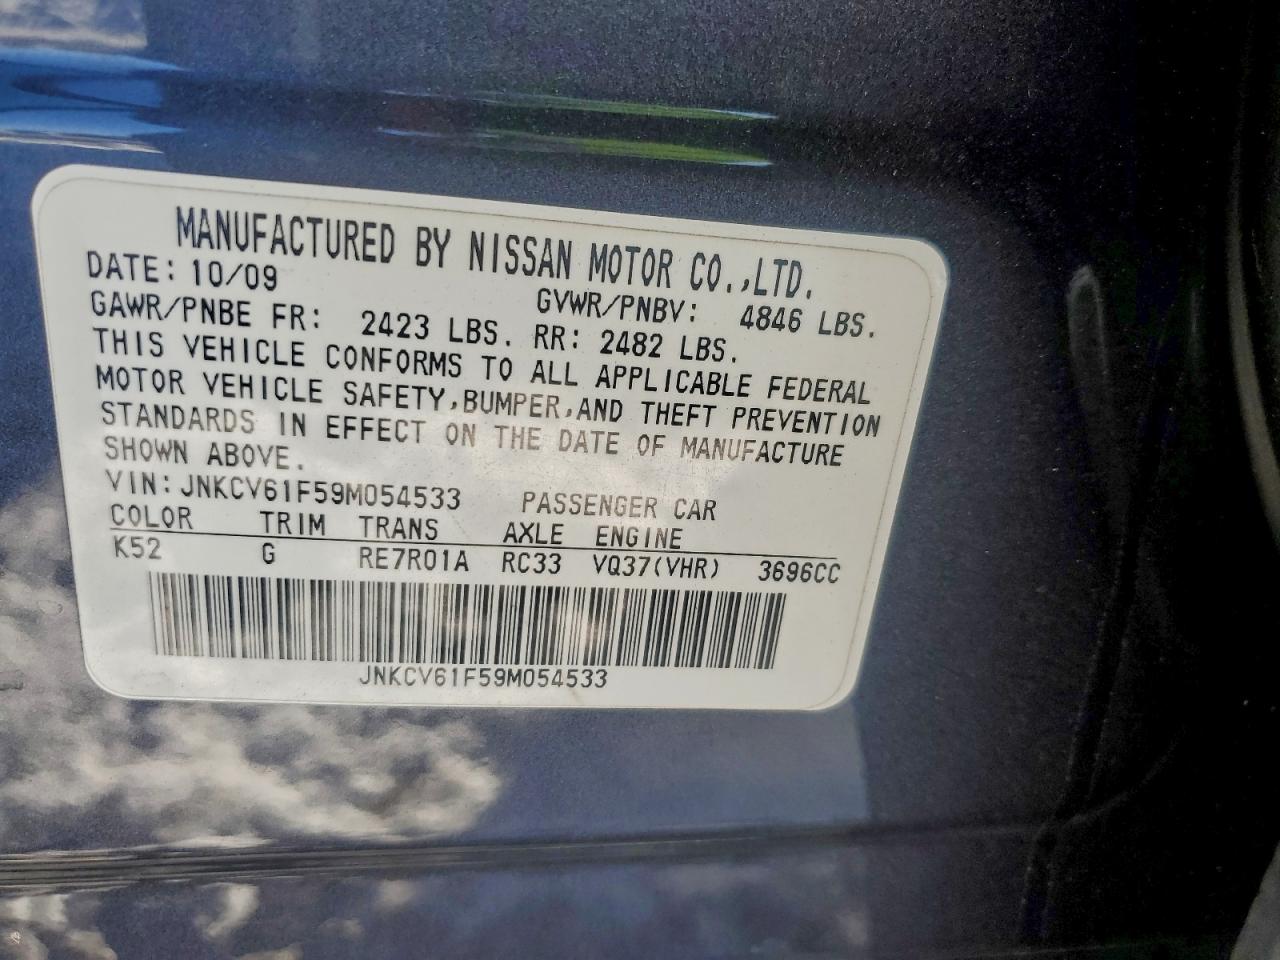 MANUFACTURED BY NISSAN MOTOR CO.,LTD.
DATE: 10/09 GVWR/PNBV: 4846 LBS.
GAWR/PNBE FR: 2423 LBS. RR: 2482 LBS.
THIS VEHICLE CONFORMS TO ALL APPLICABLE FEDERAL
MOTOR VEHICLE SAFETY,BUMPER,AND THEFT PREVENTION
STANDARDS IN EFFECT ON THE DATE OF MANUFACTURE
SHOWN ABOVE.
VIN: JNKCV61F59M054533 PASSENGER CAR
COLOR TRIM TRANS AXLE ENGINE
K52 G RE7R01A RC33 VQ37(VHR) 3696CC
JNKCV61F59M054533